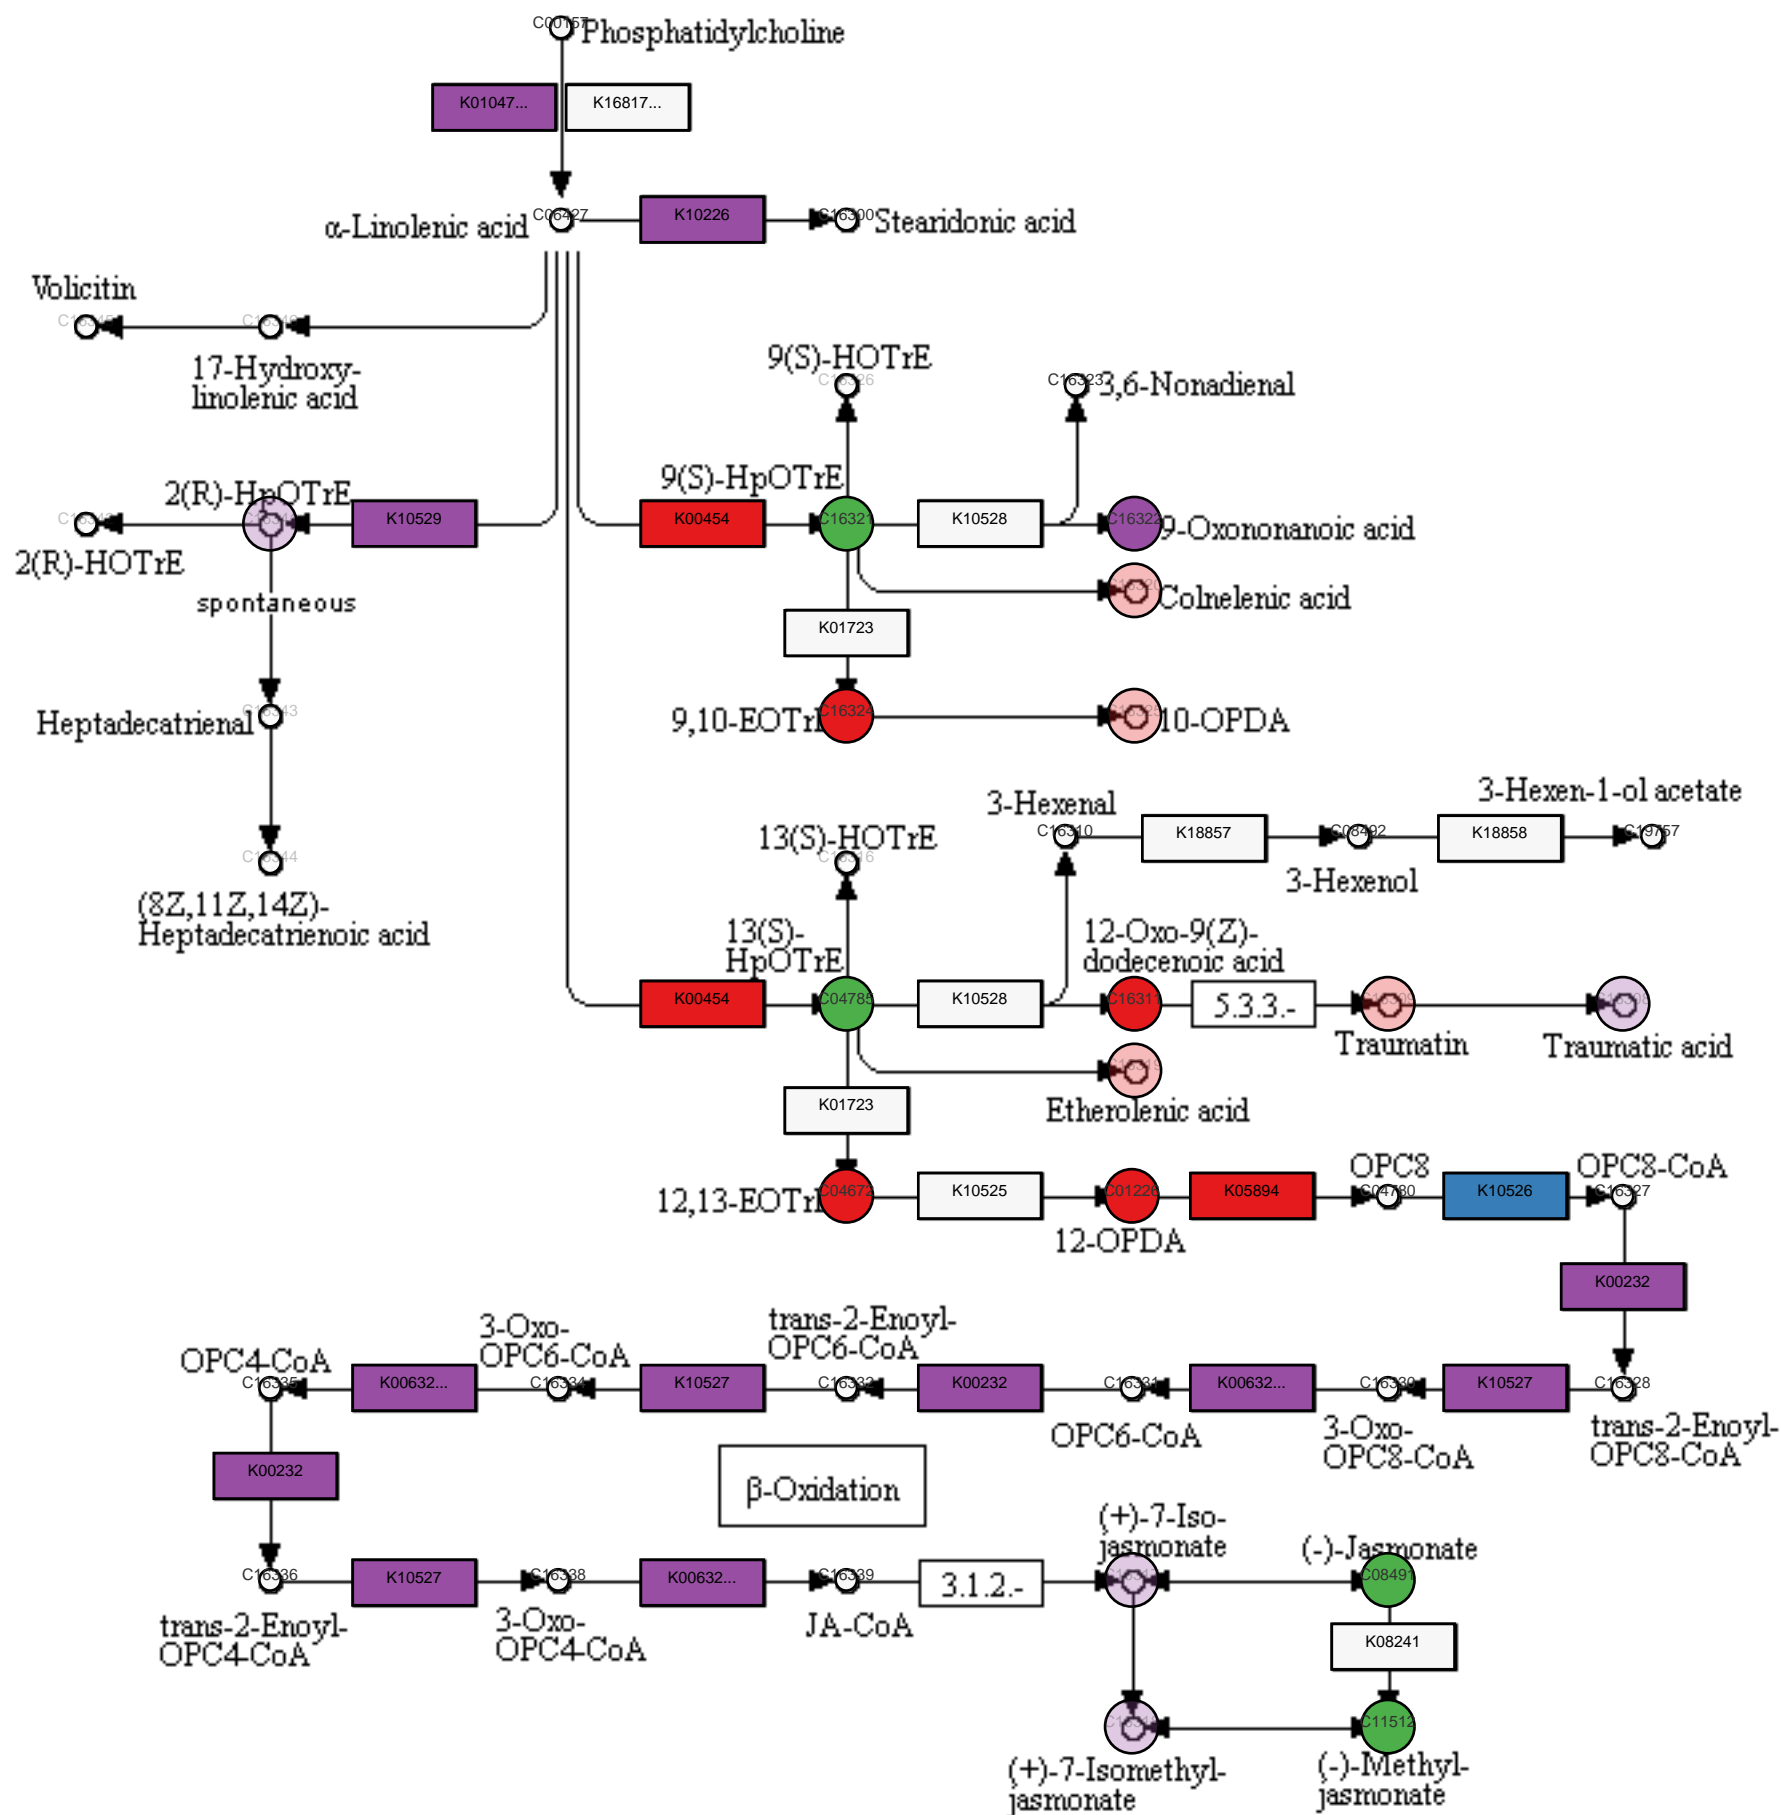 C00157
Phosphatidylcholine
K01047...
K16817...
α-Linolenic acid
C06427
K10226
C16300
Stearidonic acid
Volicitin
17-Hydroxy-
linolenic acid
9(S)-HOTrE
C16326
C16323
3,6-Nonadienal
2(R)-HpOTrE
K10529
2(R)-HOTrE
9(S)-HpOTrE
K00454
C16321
K10528
C16322
9-Oxononanoic acid
Colnelenic acid
spontaneous
K01723
Heptadecatrienal
C16343
9,10-EOTr
C16324
10-OPDA
3-Hexenal
C16310
K18857
C08492
3-Hexenol
K18858
3-Hexen-1-ol acetate
C19757
13(S)-HOTrE
C16316
C16344
(8Z,11Z,14Z)-
Heptadecatrienoic acid
13(S)-
HpOTrE
12-Oxo-9(Z)-
dodecenoic acid
K00454
C04785
K10528
C16311
5.3.3.-
Traumatin
Traumatic acid
Etherolenic acid
K01723
12,13-EOTr
C04672
K10525
C01226
12-OPDA
K05894
OPC8
C04780
K10526
OPC8-CoA
C16327
K00232
OPC4-CoA
C16335
K00632...
3-Oxo-
OPC6-CoA
C16334
K10527
trans-2-Enoyl-
OPC6-CoA
C16332
K00232
C16331
OPC6-CoA
K00632...
C16330
3-Oxo-
OPC8-CoA
K10527
C16328
trans-2-Enoyl-
OPC8-CoA
K00232
β-Oxidation
C16336
trans-2-Enoyl-
OPC4-CoA
K10527
C16338
3-Oxo-
OPC4-CoA
K00632...
C16339
JA-CoA
3.1.2.-
(+)-7-Iso-
jasmonate
(-)-Jasmonate
C08491
K08241
C11512
(+)-7-Isomethyl-
jasmonate
(-)-Methyl-
jasmonate